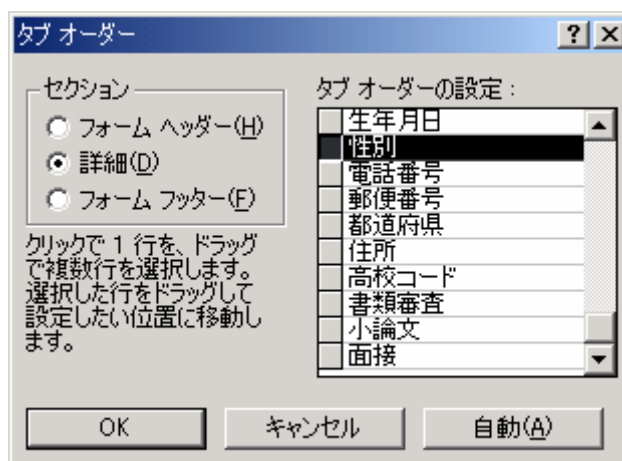 タブ オーダー
セクション
フォーム ヘッダー(H)
詳細(D)
フォーム フッター(F)
クリックで 1 行を、ドラッグ
で複数行を選択します。
選択した行をドラッグして
設定したい位置に移動し
ます。
タブ オーダーの設定 :
生年月日
性別
電話番号
郵便番号
都道府県
住所
高校コード
書類審査
小論文
面接
OK
キャンセル
自動(A)